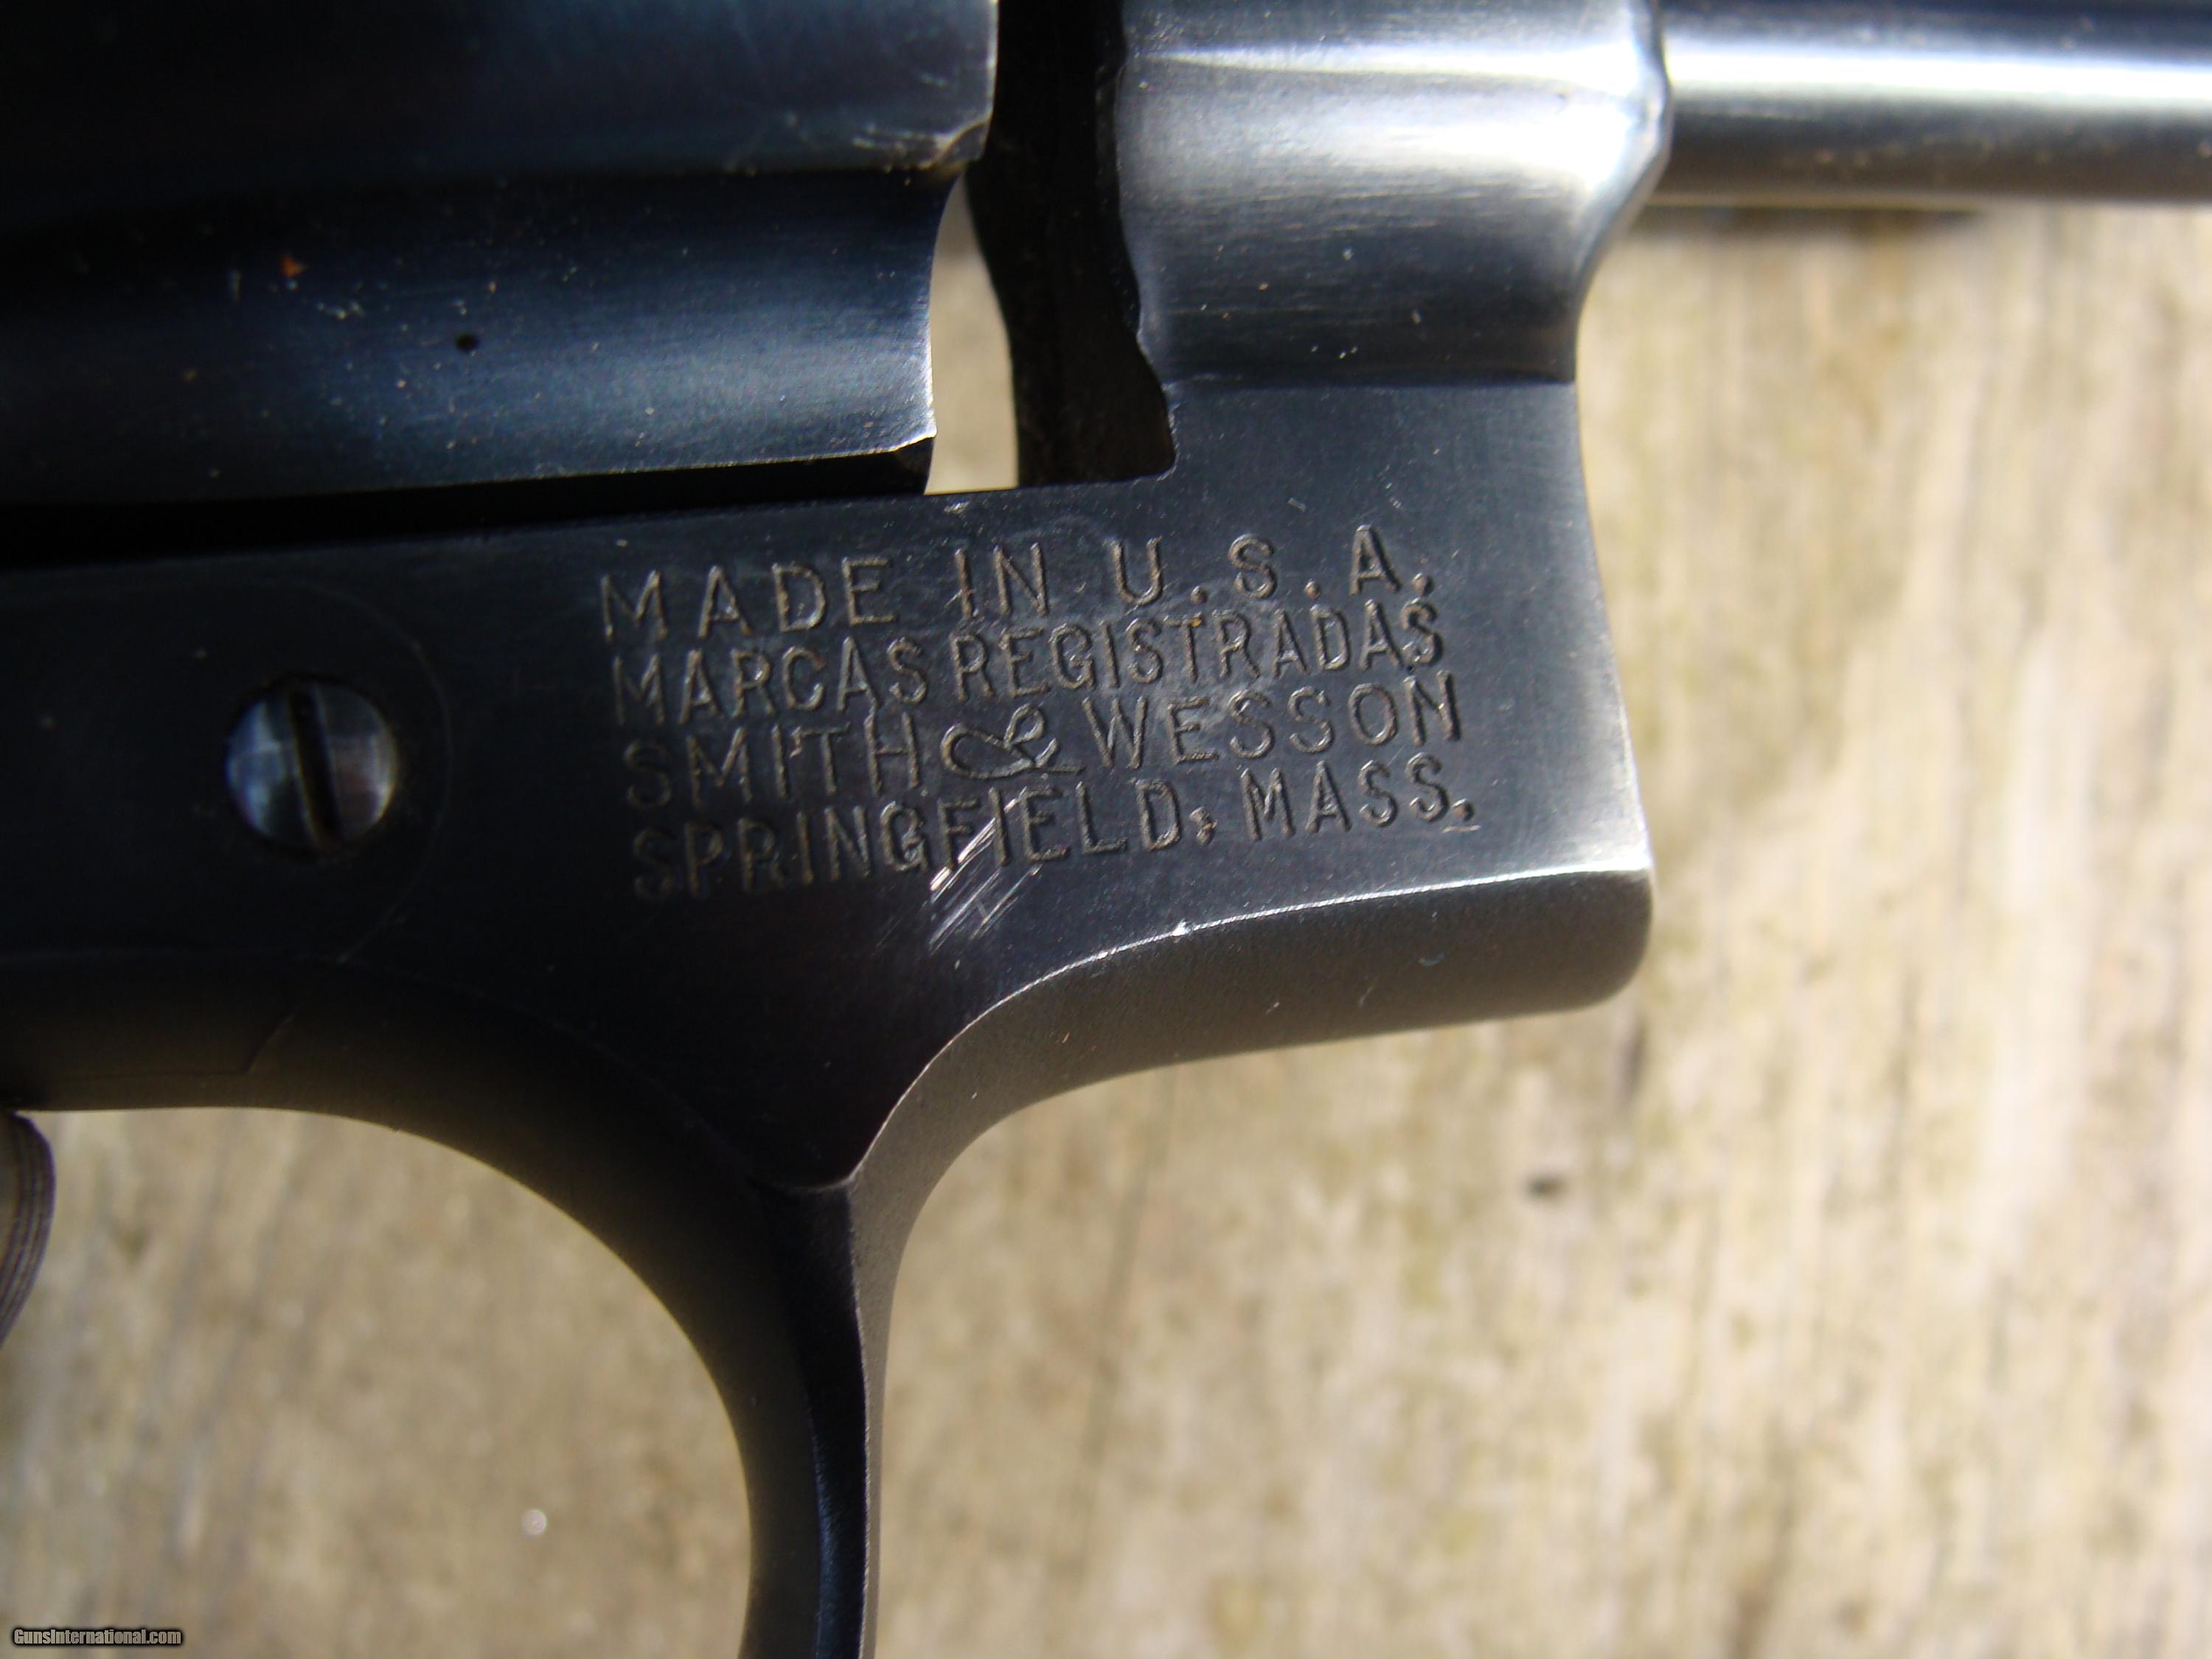 MADE IN U.S.A.
MARCAS REGISTRADAS
SMITH & WESSON
SPRINGFIELD, MASS.
GunsInternational.com